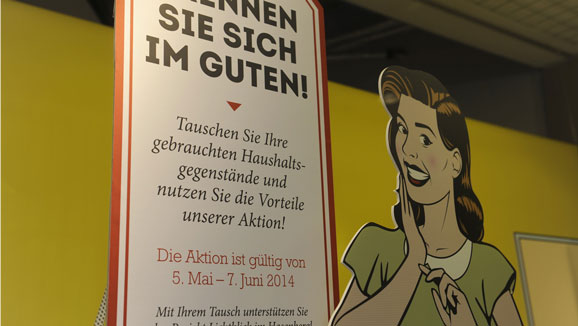 SIE SICH
IM GUTEN!
Tauschen Sie Ihre
gebrauchten Haushalts-
gegenstände und
nutzen Sie die Vorteile
unserer Aktion!
Die Aktion ist gültig von
5. Mai – 7. Juni 2014
Mit Ihrem Tausch unterstützen Sie